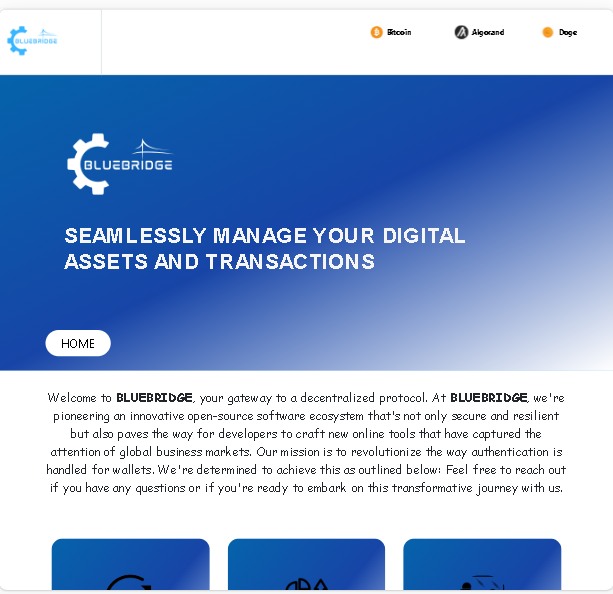 BLUEBRIDGE
Bitcoin
Algorand
Doge
BLUEBRIDGE
SEAMLESSLY MANAGE YOUR DIGITAL
ASSETS AND TRANSACTIONS
HOME
Welcome to BLUEBRIDGE, your gateway to a decentralized protocol. At BLUEBRIDGE, we're
pioneering an innovative open-source software ecosystem that's not only secure and resilient
but also paves the way for developers to craft new online tools that have captured the
attention of global business markets. Our mission is to revolutionize the way authentication is
handled for wallets. We're determined to achieve this as outlined below: Feel free to reach out
if you have any questions or if you're ready to embark on this transformative journey with us.